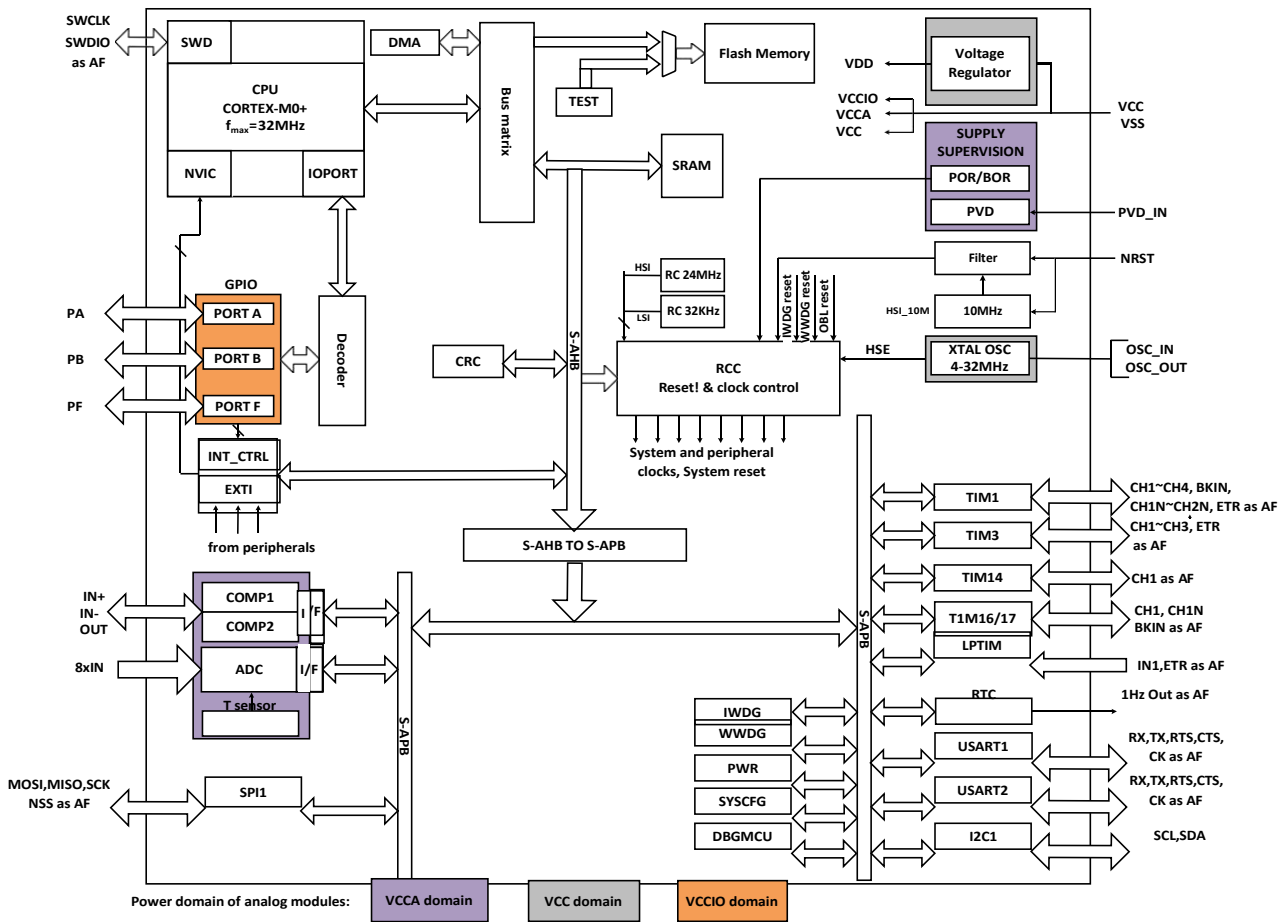 SWCLK
SWDIO
as AF
SWD
CPU
CORTEX-M0+
fmax=32MHz
NVIC
IOPORT
DMA
Bus matrix
TEST
Flash Memory
SRAM
Voltage
Regulator
VDD
VCCIO
VCCA
VCC
VCC
VSS
SUPPLY
SUPERVISION
POR/BOR
PVD
PVD_IN
Filter
NRST
HSI_10M
10MHz
HSI
RC 24MHz
LSI
RC 32KHz
IWDG reset
WWDG reset
OBL reset
HSE
XTAL OSC
4-32MHz
OSC_IN
OSC_OUT
RCC
Reset! & clock control
System and peripheral
clocks, System reset
GPIO
PA
PORT A
PB
PORT B
PF
PORT F
Decoder
CRC
S-AHB
INT_CTRL
EXTI
from peripherals
S-AHB TO S-APB
S-APB
S-APB
IN+
IN-
OUT
COMP1
COMP2
I
/F
8xIN
ADC
I/F
T sensor
MOSI,MISO,SCK
NSS as AF
SPI1
TIM1
CH1~CH4, BKIN,
CH1N~CH2N, ETR as AF
TIM3
CH1~CH3, ETR
as AF
TIM14
CH1 as AF
T1M16/17
CH1, CH1N
BKIN as AF
LPTIM
IN1,ETR as AF
RTC
1Hz Out as AF
IWDG
WWDG
PWR
SYSCFG
DBGMCU
USART1
RX,TX,RTS,CTS,
CK as AF
USART2
RX,TX,RTS,CTS,
CK as AF
I2C1
SCL,SDA
Power domain of analog modules:
VCCA domain
VCC domain
VCCIO domain